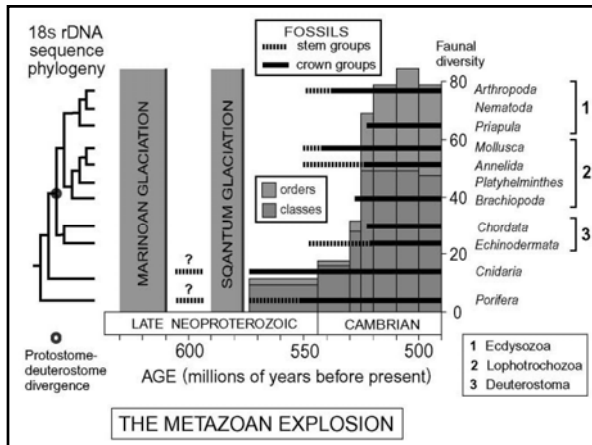 18s rDNA
sequence
phylogeny
FOSSILS
stem groups
crown groups
Faunal
diversity
80
60
40
20
0
MARINOAN GLACIATION
SQANTUM GLACIATION
orders
classes
Arthropoda
Nematoda
Priapula
1
Mollusca
Annelida
Platyhelminthes
Brachiopoda
2
Chordata
Echinodermata
3
Cnidaria
Porifera
?
?
LATE NEOPROTEROZOIC
CAMBRIAN
600
550
500
AGE (millions of years before present)
Protostome-
deuterostome
divergence
1 Ecdysozoa
2 Lophotrochozoa
3 Deuterostoma
THE METAZOAN EXPLOSION